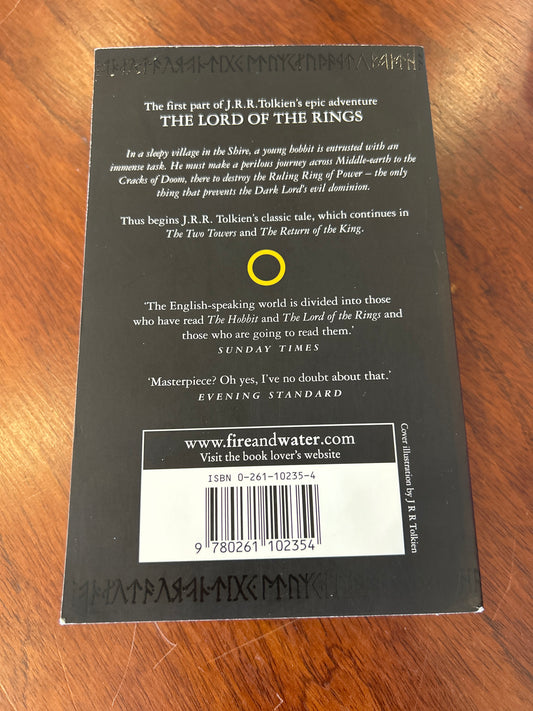 The first part of J.R.R.Tolkien's epic adventure
THE LORD OF THE RINGS
In a sleepy village in the Shire, a young hobbit is entrusted with an
immense task. He must make a perilous journey across Middle-earth to the
Cracks of Doom, there to destroy the Ruling Ring of Power – the only
thing that prevents the Dark Lord's evil dominion.
Thus begins J.R.R. Tolkien's classic tale, which continues in
The Two Towers and The Return of the King.
'The English-speaking world is divided into those
who have read The Hobbit and The Lord of the Rings and
those who are going to read them.'
SUNDAY TIMES
'Masterpiece? Oh yes, I've no doubt about that.'
EVENING STANDARD
www.fireandwater.com
Visit the book lover's website
ISBN 0-261-10235-4
9 780261 102354
Cover illustration by J R R Tolkien